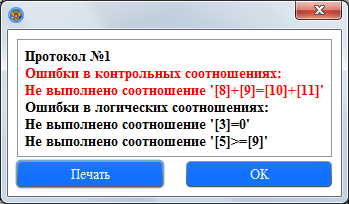 Протокол №1
Ошибки в контрольных соотношениях:
Не выполнено соотношение '[8]+[9]=[10]+[11]'
Ошибки в логических соотношениях:
Не выполнено соотношение '[3]=0'
Не выполнено соотношение '[5]>=[9]'
Печать OK